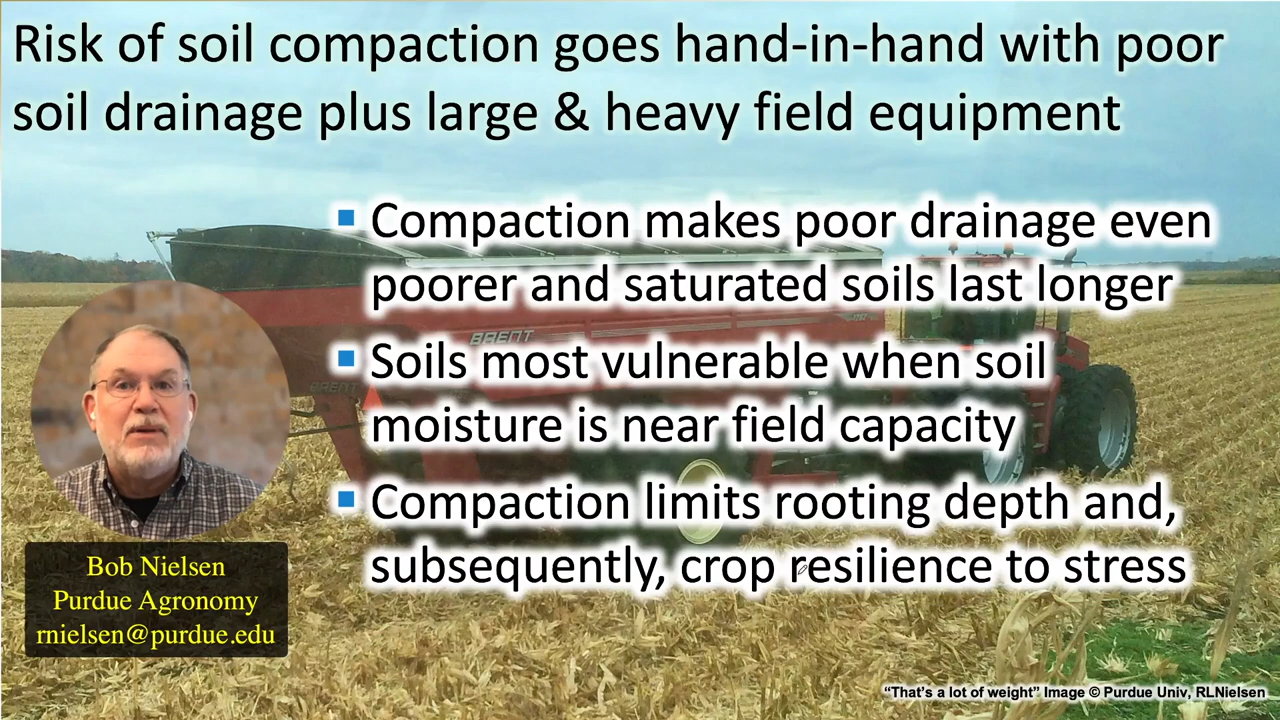 Risk of soil compaction goes hand-in-hand with poor
soil drainage plus large & heavy field equipment
▪ Compaction makes poor drainage even
poorer and saturated soils last longer
▪ Soils most vulnerable when soil
moisture is near field capacity
▪ Compaction limits rooting depth and,
subsequently, crop resilience to stress
BRENT
BRENT
Bob Nielsen
Purdue Agronomy
rnielsen@purdue.edu
“That’s a lot of weight” Image © Purdue Univ, RLNielsen